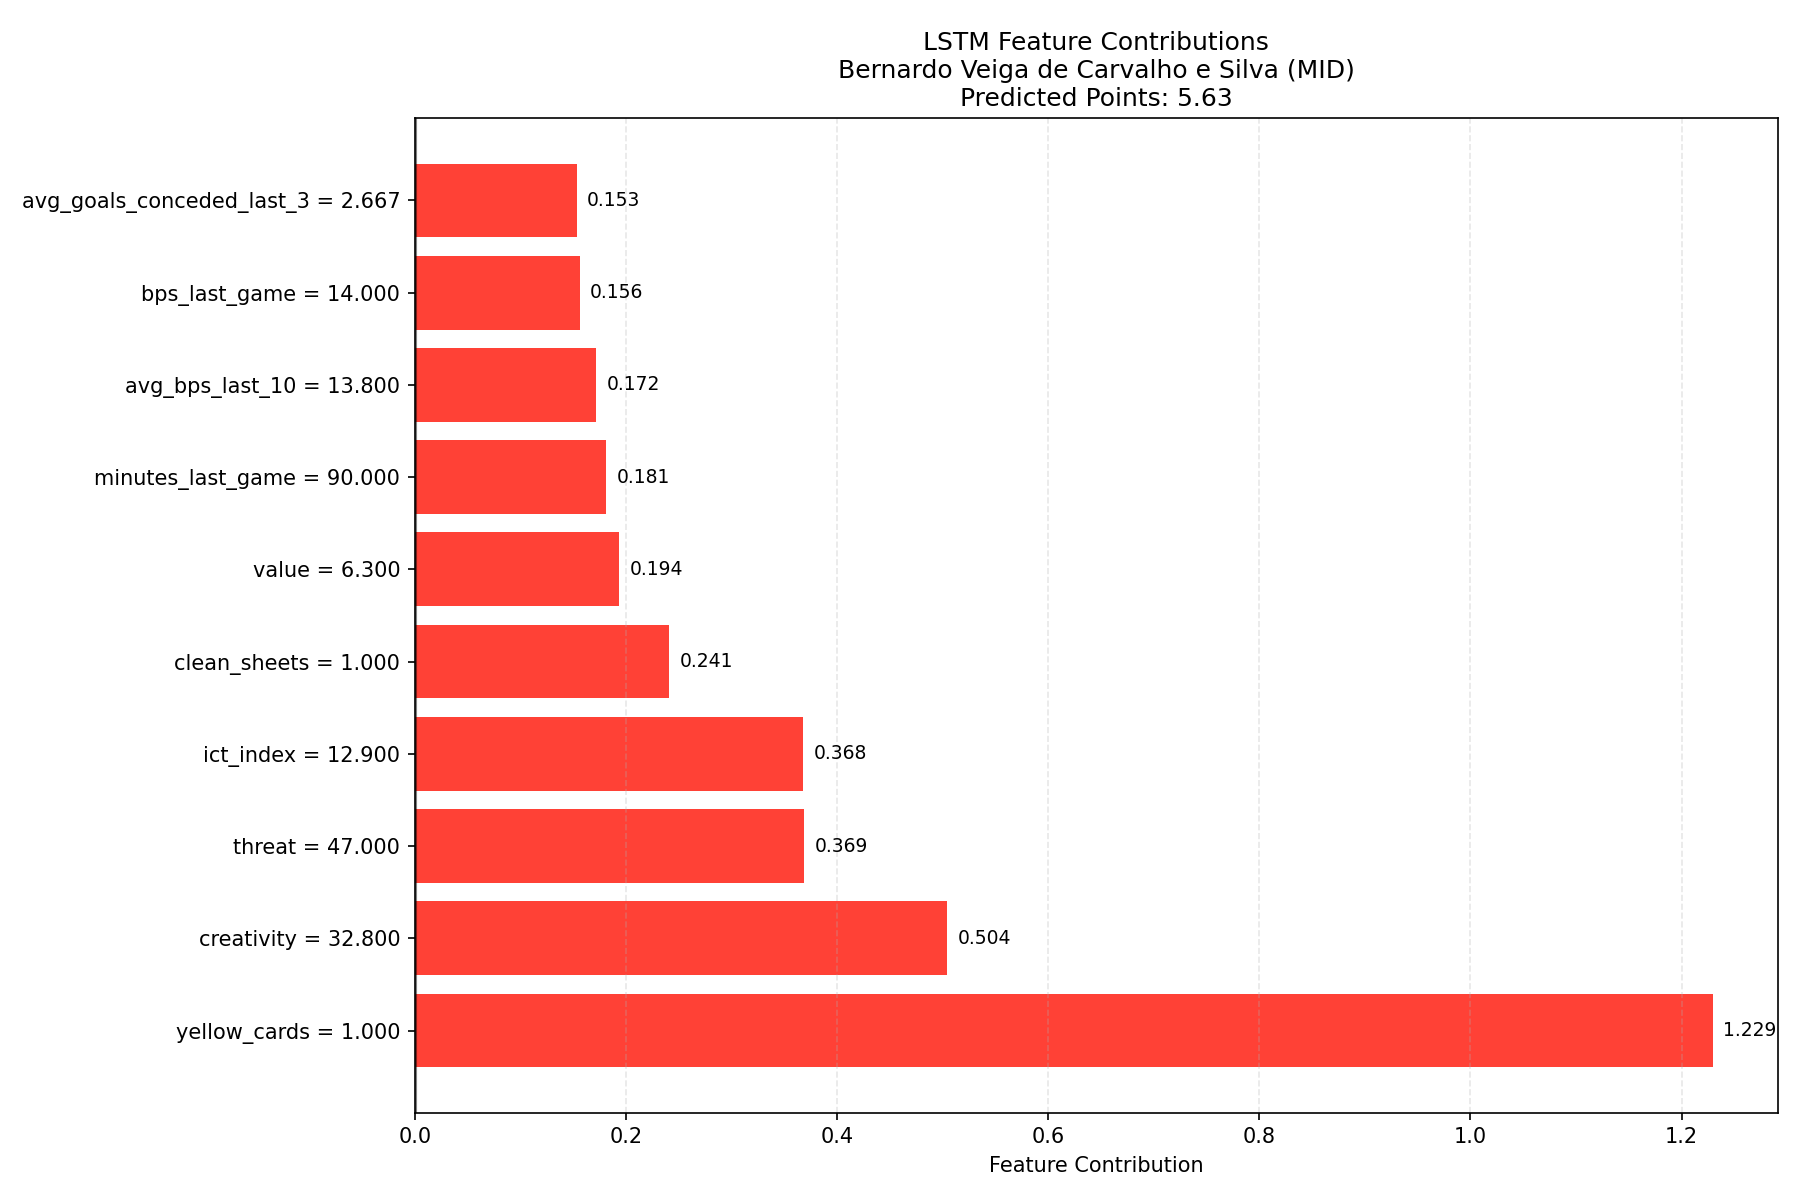 LSTM Feature Contributions
Bernardo Veiga de Carvalho e Silva (MID)
Predicted Points: 5.63
avg_goals_conceded_last_3 = 2.667 0.153
bps_last_game = 14.000 0.156
avg_bps_last_10 = 13.800 0.172
minutes_last_game = 90.000 0.181
value = 6.300 0.194
clean_sheets = 1.000 0.241
ict_index = 12.900 0.368
threat = 47.000 0.369
creativity = 32.800 0.504
yellow_cards = 1.000 1.229
0.0 0.2 0.4 0.6 0.8 1.0 1.2
Feature Contribution